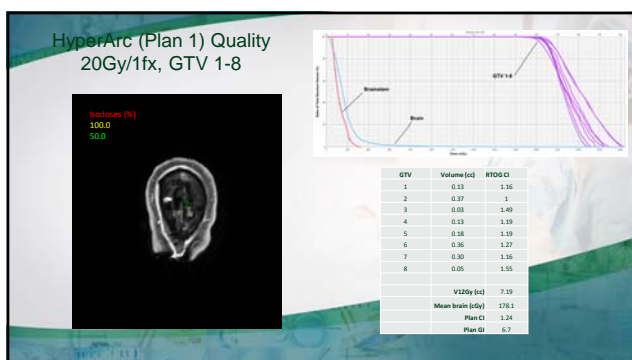 HyperArc (Plan 1) Quality
20Gy/1fx, GTV 1-8
Isodoses (%)
100.0
50.0
GTV 1-8
Brainstem
Brain
GTV Volume (cc) RTOG CI
1 0.13 1.16
2 0.37 1
3 0.03 1.49
4 0.13 1.19
5 0.18 1.19
6 0.36 1.27
7 0.30 1.16
8 0.05 1.55
V12Gy (cc) 7.19
Mean brain (cGy) 178.1
Plan CI 1.24
Plan GI 6.7